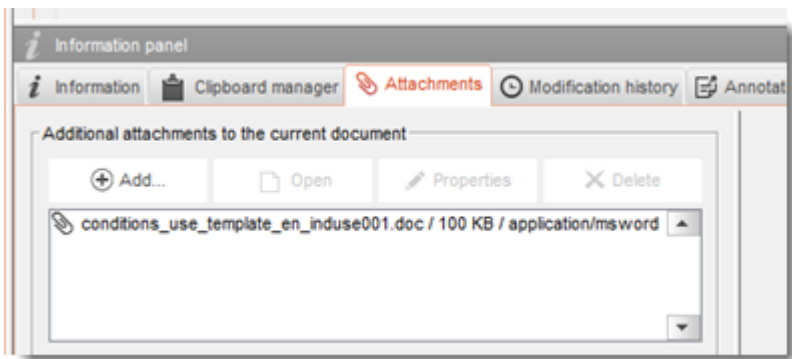 Information panel
Information Clipboard manager Attachments Modification history Annotat
Additional attachments to the current document
Add... Open Properties Delete
conditions_use_template_en_induse001.doc / 100 KB / application/msword